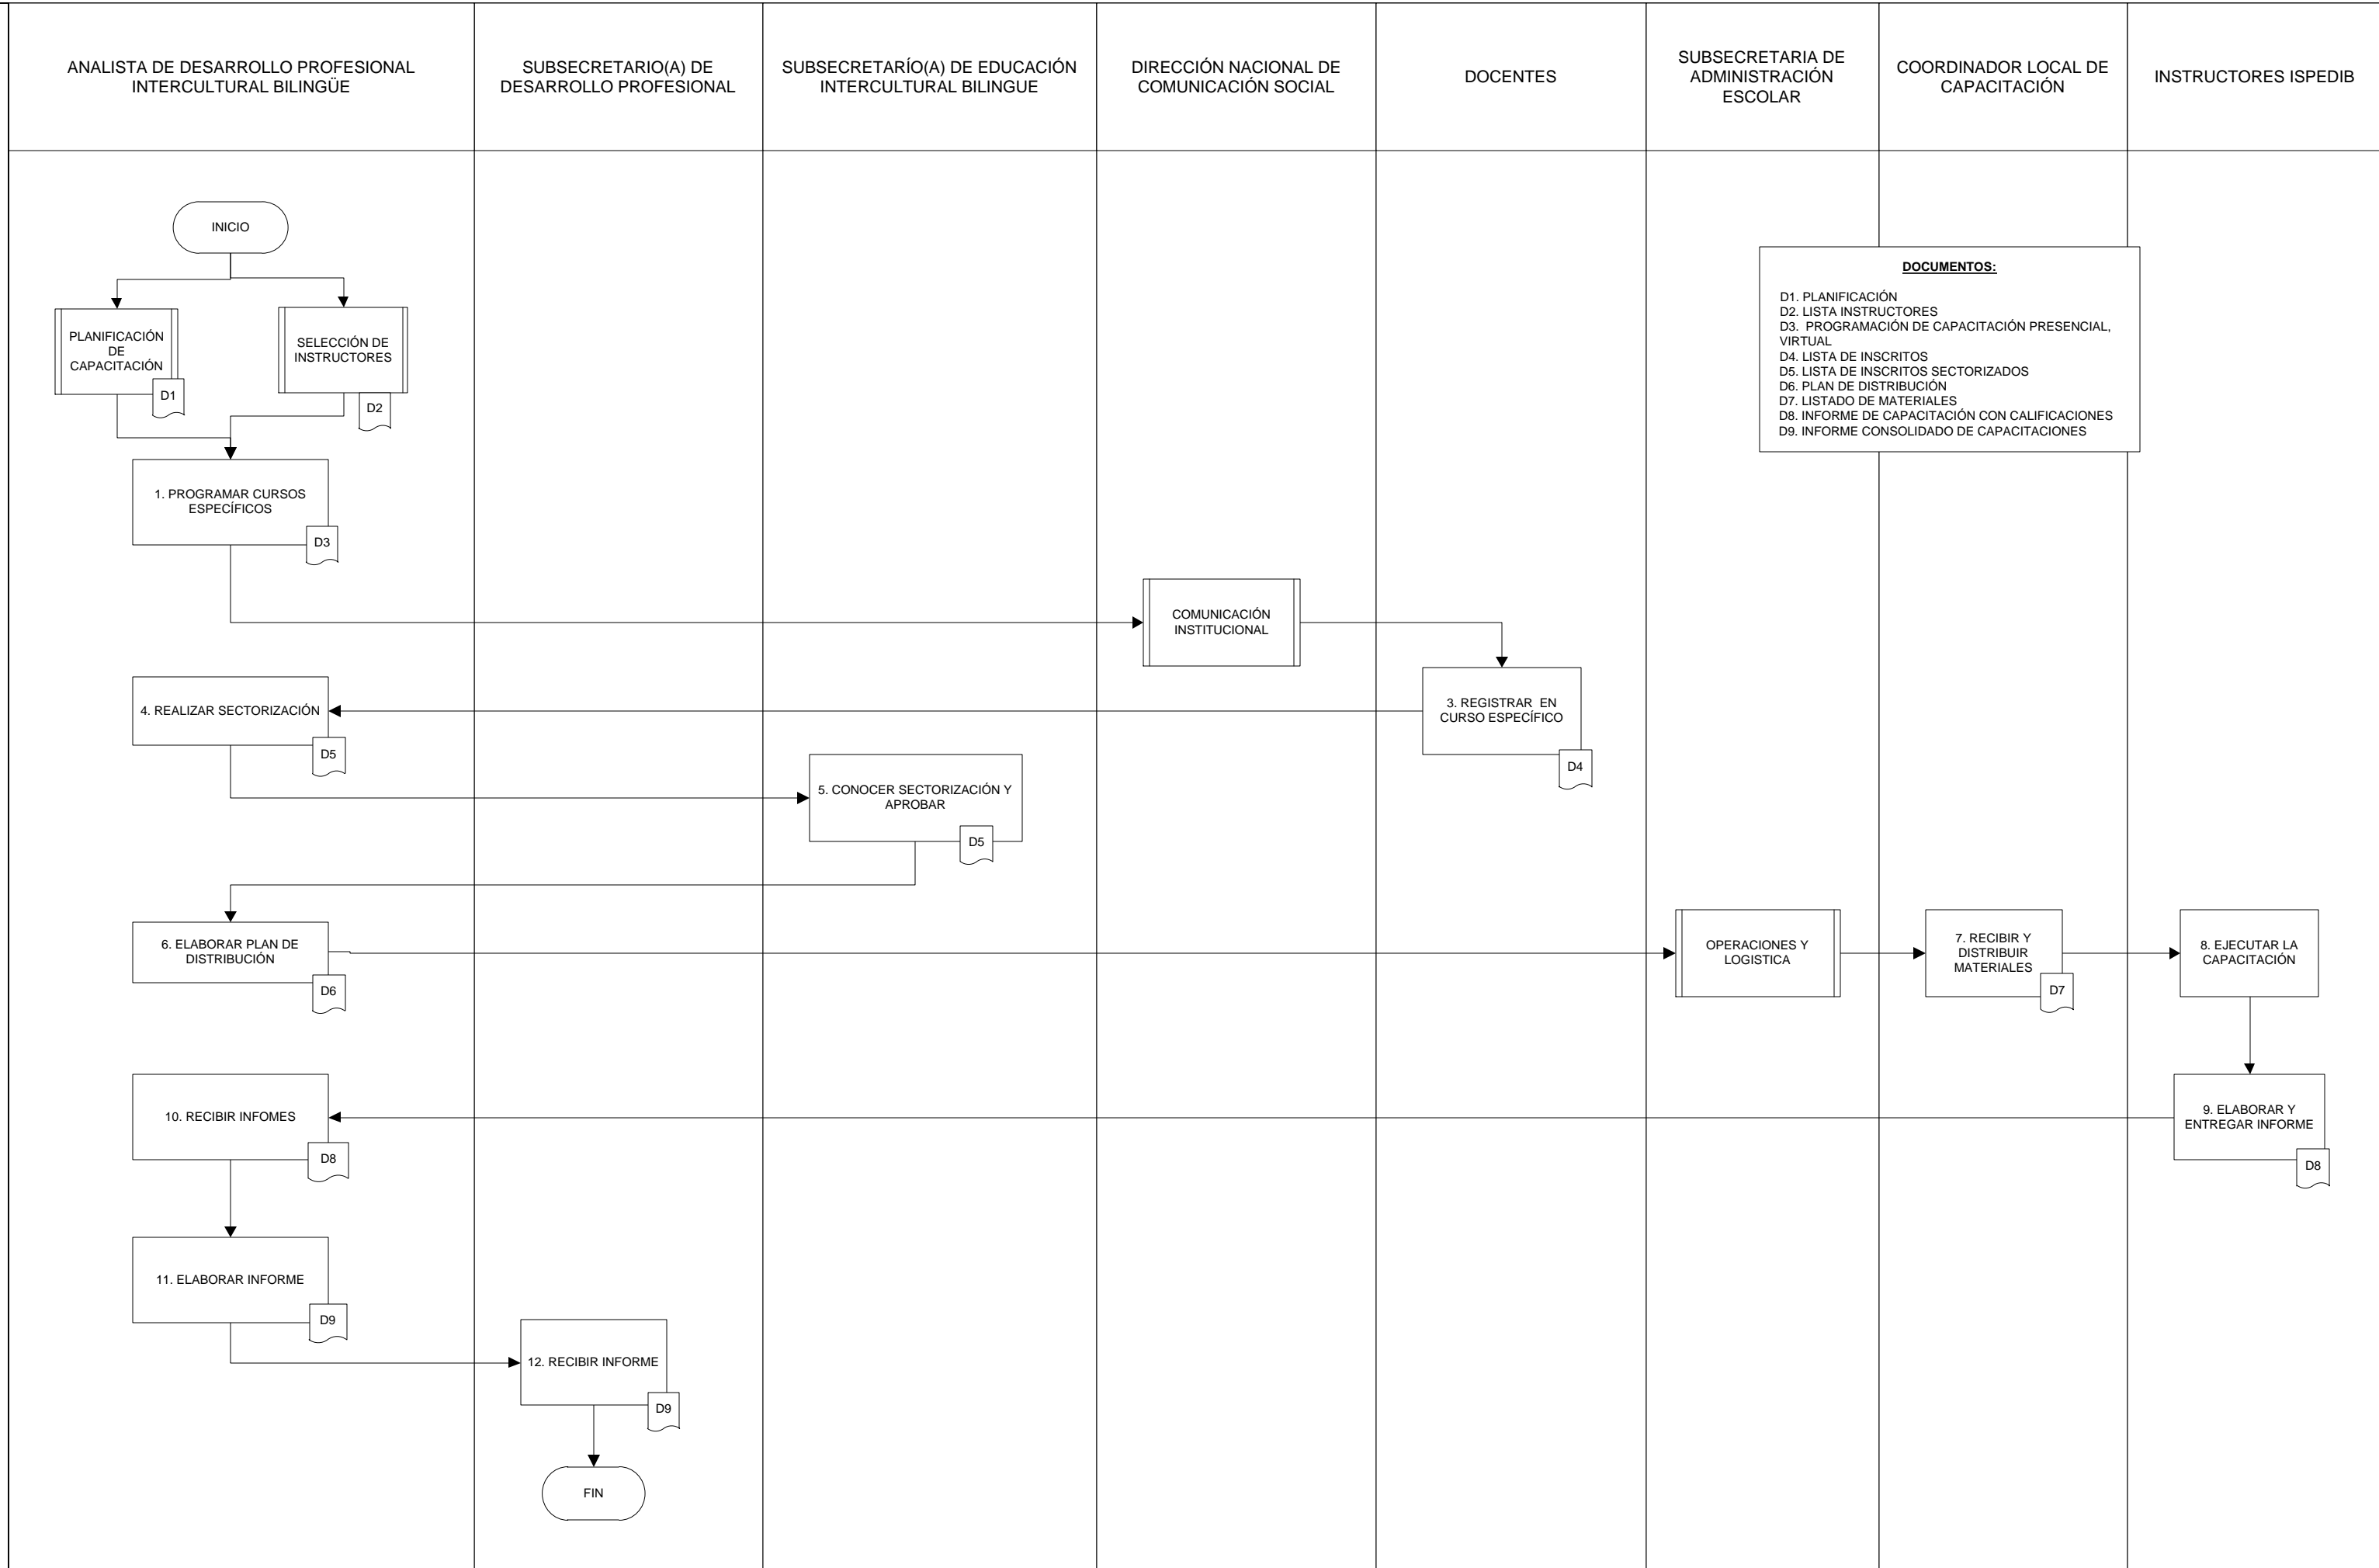 ANALISTA DE DESARROLLO PROFESIONAL
INTERCULTURAL BILINGÜE
SUBSECRETARIO(A) DE
DESARROLLO PROFESIONAL
SUBSECRETARÍO(A) DE EDUCACIÓN
INTERCULTURAL BILINGUE
DIRECCIÓN NACIONAL DE
COMUNICACIÓN SOCIAL
DOCENTES
SUBSECRETARIA DE
ADMINISTRACIÓN
ESCOLAR
COORDINADOR LOCAL DE
CAPACITACIÓN
INSTRUCTORES ISPEDIB
INICIO
PLANIFICACIÓN
DE
CAPACITACIÓN
D1
SELECCIÓN DE
INSTRUCTORES
D2
DOCUMENTOS:
D1. PLANIFICACIÓN
D2. LISTA INSTRUCTORES
D3. PROGRAMACIÓN DE CAPACITACIÓN PRESENCIAL,
VIRTUAL
D4. LISTA DE INSCRITOS
D5. LISTA DE INSCRITOS SECTORIZADOS
D6. PLAN DE DISTRIBUCIÓN
D7. LISTADO DE MATERIALES
D8. INFORME DE CAPACITACIÓN CON CALIFICACIONES
D9. INFORME CONSOLIDADO DE CAPACITACIONES
1. PROGRAMAR CURSOS
ESPECÍFICOS
D3
COMUNICACIÓN
INSTITUCIONAL
3. REGISTRAR EN
CURSO ESPECÍFICO
D4
4. REALIZAR SECTORIZACIÓN
D5
5. CONOCER SECTORIZACIÓN Y
APROBAR
D5
6. ELABORAR PLAN DE
DISTRIBUCIÓN
D6
OPERACIONES Y
LOGISTICA
7. RECIBIR Y
DISTRIBUIR
MATERIALES
D7
8. EJECUTAR LA
CAPACITACIÓN
9. ELABORAR Y
ENTREGAR INFORME
D8
10. RECIBIR INFOMES
D8
11. ELABORAR INFORME
D9
12. RECIBIR INFORME
D9
FIN